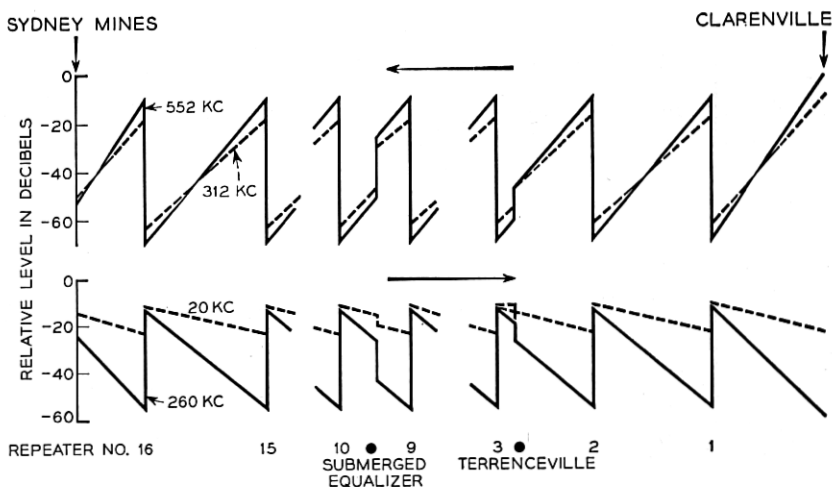 SYDNEY MINES
CLARENVILLE
0
-20
-40
-60
RELATIVE LEVEL IN DECIBELS
552 KC
312 KC
0
-20
-40
-60
20 KC
260 KC
REPEATER NO. 16 15 10 9 3 2 1
SUBMERGED EQUALIZER
TERRENCEVILLE